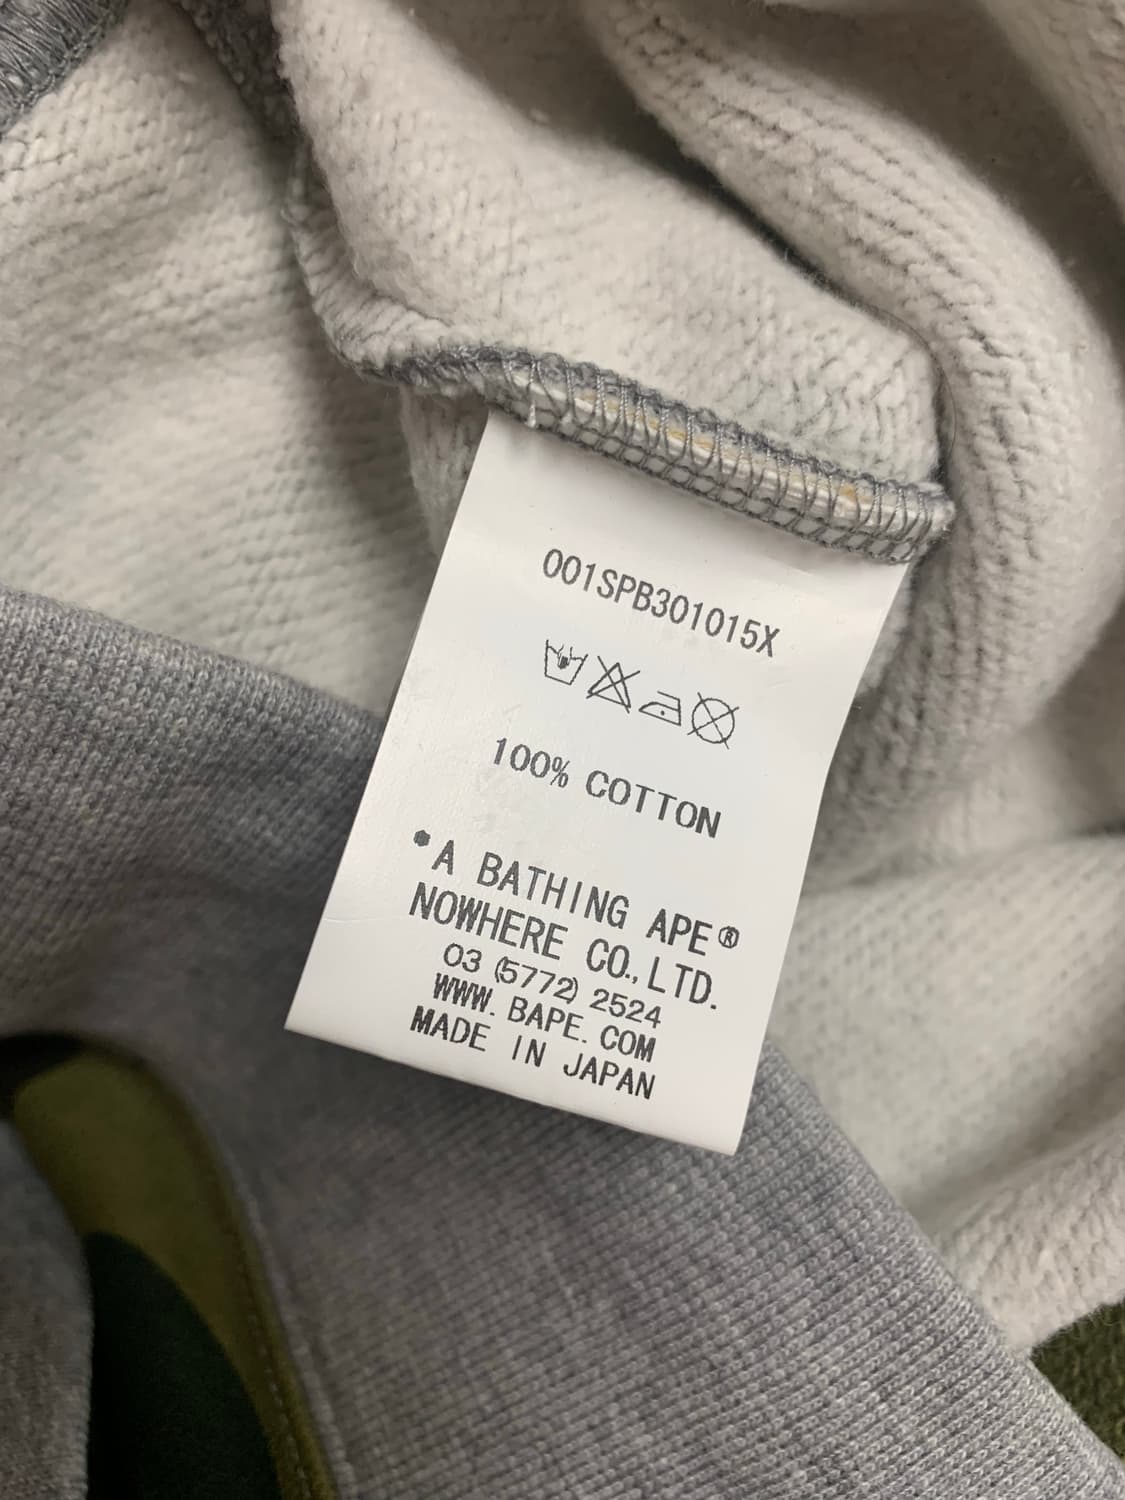 001SPB301015X
100% COTTON
•A BATHING APE®
NOWHERE CO., LTD.
03 (5772) 2524
WWW. BAPE. COM
MADE IN JAPAN